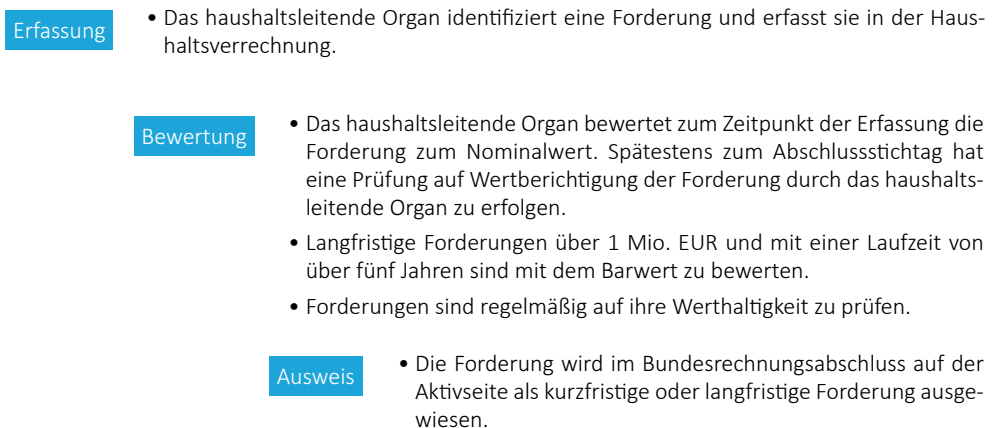 Erfassung
• Das haushaltsleitende Organ identifiziert eine Forderung und erfasst sie in der Haus-
haltsverrechnung.
Bewertung
• Das haushaltsleitende Organ bewertet zum Zeitpunkt der Erfassung die
Forderung zum Nominalwert. Spätestens zum Abschlussstichtag hat
eine Prüfung auf Wertberichtigung der Forderung durch das haushalts-
leitende Organ zu erfolgen.
• Langfristige Forderungen über 1 Mio. EUR und mit einer Laufzeit von
über fünf Jahren sind mit dem Barwert zu bewerten.
• Forderungen sind regelmäßig auf ihre Werthaltigkeit zu prüfen.
Ausweis
• Die Forderung wird im Bundesrechnungsabschluss auf der
Aktivseite als kurzfristige oder langfristige Forderung ausge-
wiesen.